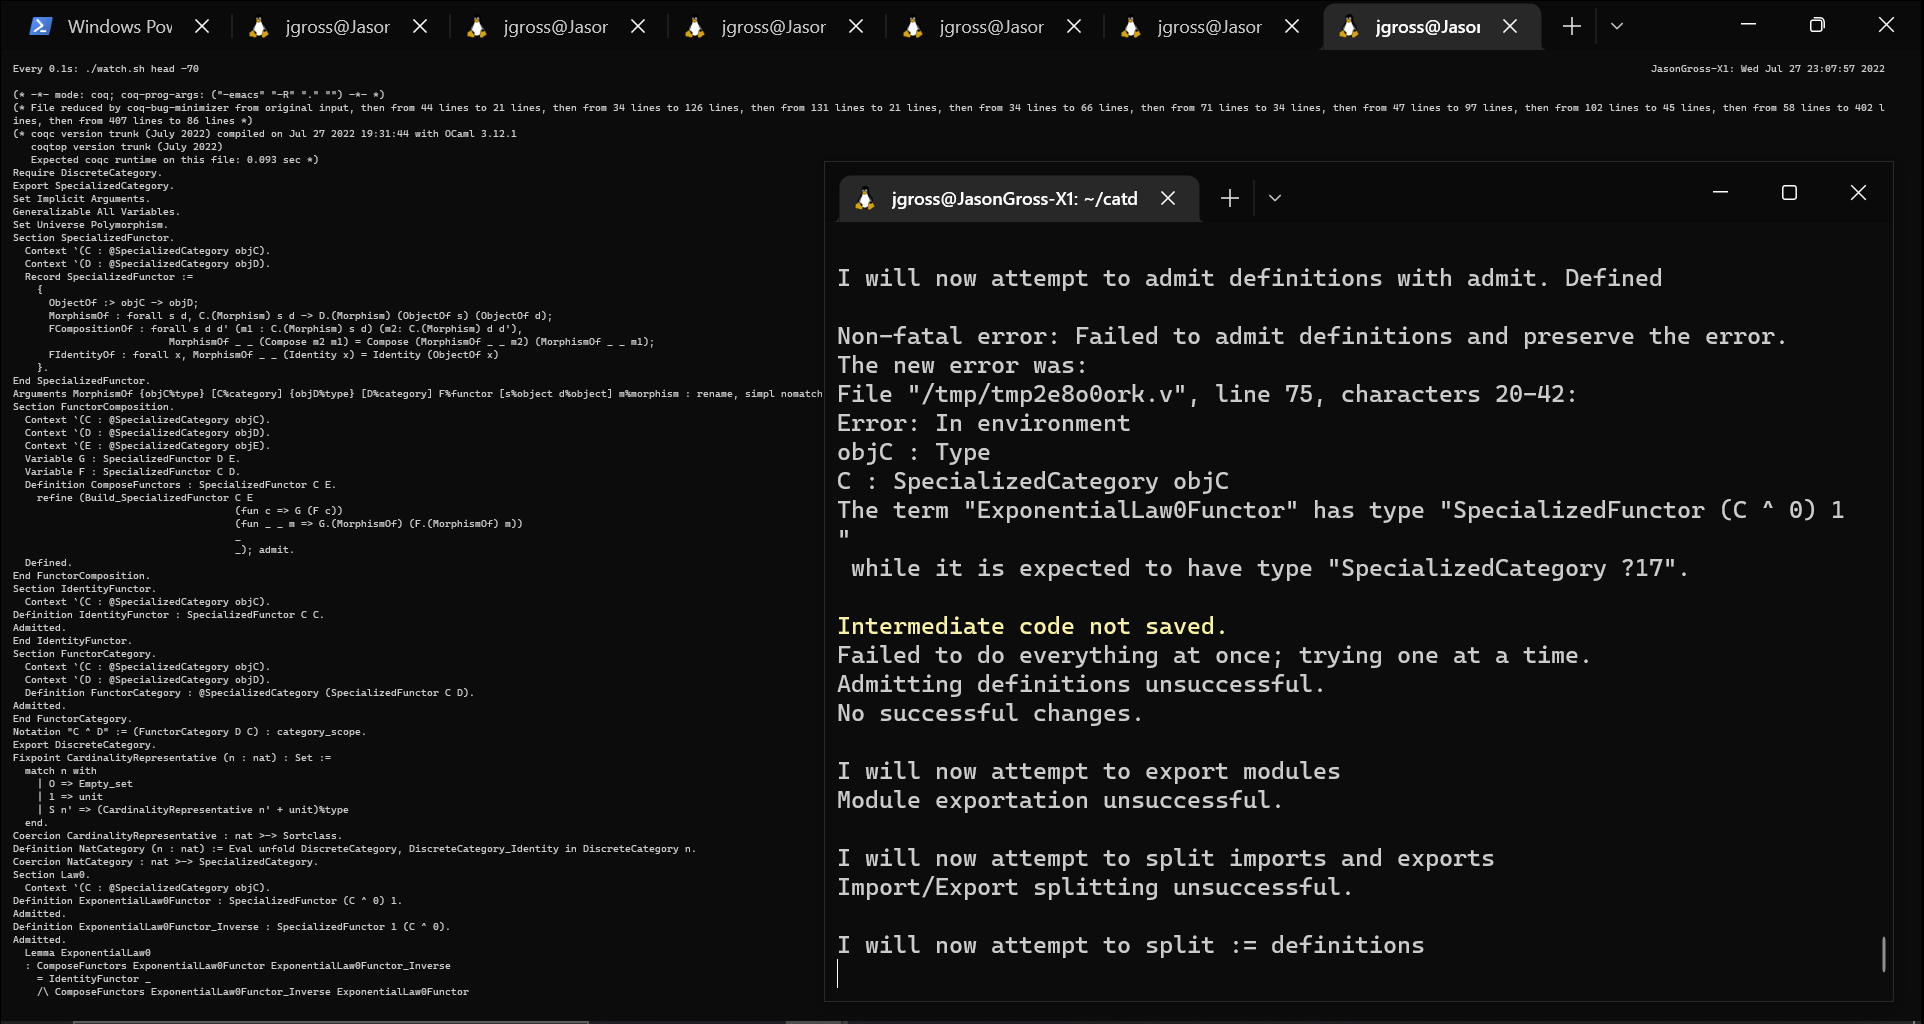 Windows Pow
jgross@Jasor
jgross@Jasor
jgross@Jasor
jgross@Jasor
jgross@Jasor
jgross@Jasor
Every 0.1s: ./watch.sh head -70
JasonGross-X1: Wed Jul 27 23:07:57 2022
(* -*- mode: coq; coq-prog-args: ("-emacs" "-R" "." "") -*- *)
(* File reduced by coq-bug-minimizer from original input, then from 44 lines to 21 lines, then from 34 lines to 126 lines, then from 131 lines to 21 lines, then from 34 lines to 66 lines, then from 71 lines to 34 lines, then from 47 lines to 97 lines, then from 102 lines to 45 lines, then from 58 lines to 402 l
ines, then from 407 lines to 86 lines *)
(* coqc version trunk (July 2022) compiled on Jul 27 2022 19:31:44 with OCaml 3.12.1
   coqtop version trunk (July 2022)
   Expected coqc runtime on this file: 0.093 sec *)
Require DiscreteCategory.
Export SpecializedCategory.
Set Implicit Arguments.
Generalizable All Variables.
Set Universe Polymorphism.
Section SpecializedFunctor.
  Context `(C : @SpecializedCategory objC).
  Context `(D : @SpecializedCategory objD).
  Record SpecializedFunctor :=
    {
      ObjectOf :> objC -> objD;
      MorphismOf : forall s d, C.(Morphism) s d -> D.(Morphism) (ObjectOf s) (ObjectOf d);
      FCompositionOf : forall s d d' (m1 : C.(Morphism) s d) (m2: C.(Morphism) d d'),
                          MorphismOf _ _ (Compose m2 m1) = Compose (MorphismOf _ _ m2) (MorphismOf _ _ m1);
      FIdentityOf : forall x, MorphismOf _ _ (Identity x) = Identity (ObjectOf x)
    }.
End SpecializedFunctor.
Arguments MorphismOf {objC%type} [C%category] {objD%type} [D%category] F%functor [s%object d%object] m%morphism : rename, simpl nomatch
Section FunctorComposition.
  Context `(C : @SpecializedCategory objC).
  Context `(D : @SpecializedCategory objD).
  Context `(E : @SpecializedCategory objE).
  Variable G : SpecializedFunctor D E.
  Variable F : SpecializedFunctor C D.
  Definition ComposeFunctors : SpecializedFunctor C E.
    refine (Build_SpecializedFunctor C E
                                     (fun c => G (F c))
                                     (fun _ _ m => G.(MorphismOf) (F.(MorphismOf) m))
                                     _
                                     _); admit.
  Defined.
End FunctorComposition.
Section IdentityFunctor.
  Context `(C : @SpecializedCategory objC).
Definition IdentityFunctor : SpecializedFunctor C C.
Admitted.
End IdentityFunctor.
Section FunctorCategory.
  Context `(C : @SpecializedCategory objC).
  Context `(D : @SpecializedCategory objD).
  Definition FunctorCategory : @SpecializedCategory (SpecializedFunctor C D).
Admitted.
End FunctorCategory.
Notation "C ^ D" := (FunctorCategory D C) : category_scope.
Export DiscreteCategory.
Fixpoint CardinalityRepresentative (n : nat) : Set :=
  match n with
    | O => Empty_set
    | 1 => unit
    | S n' => (CardinalityRepresentative n' + unit)%type
  end.
Coercion CardinalityRepresentative : nat >-> Sortclass.
Definition NatCategory (n : nat) := Eval unfold DiscreteCategory, DiscreteCategory_Identity in DiscreteCategory n.
Coercion NatCategory : nat >-> SpecializedCategory.
Section Law0.
  Context `(C : @SpecializedCategory objC).
Definition ExponentialLaw0Functor : SpecializedFunctor (C ^ 0) 1.
Admitted.
Definition ExponentialLaw0Functor_Inverse : SpecializedFunctor 1 (C ^ 0).
Admitted.
  Lemma ExponentialLaw0
  : ComposeFunctors ExponentialLaw0Functor ExponentialLaw0Functor_Inverse
    = IdentityFunctor _
    /\ ComposeFunctors ExponentialLaw0Functor_Inverse ExponentialLaw0Functor
jgross@JasonGross-X1: ~/catd
I will now attempt to admit definitions with admit. Defined
Non-fatal error: Failed to admit definitions and preserve the error.
The new error was:
File "/tmp/tmp2e8o0ork.v", line 75, characters 20-42:
Error: In environment
objC : Type
C : SpecializedCategory objC
The term "ExponentialLaw0Functor" has type "SpecializedFunctor (C ^ 0) 1
"
 while it is expected to have type "SpecializedCategory ?17".
Intermediate code not saved.
Failed to do everything at once; trying one at a time.
Admitting definitions unsuccessful.
No successful changes.
I will now attempt to export modules
Module exportation unsuccessful.
I will now attempt to split imports and exports
Import/Export splitting unsuccessful.
I will now attempt to split := definitions